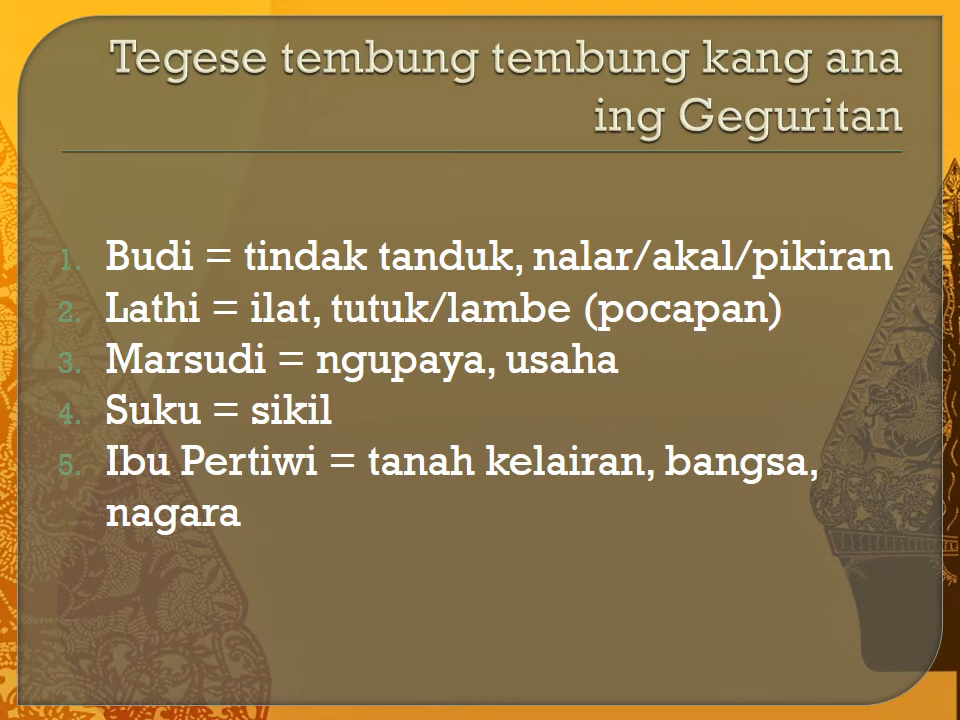 Tegese tembung tembung kang ana
ing Geguritan
1. Budi = tindak tanduk, nalar/akal/pikiran
2. Lathi = ilat, tutuk/lambe (pocapan)
3. Marsudi = ngupaya, usaha
4. Suku = sikil
5. Ibu Pertiwi = tanah kelairan, bangsa,
nagara